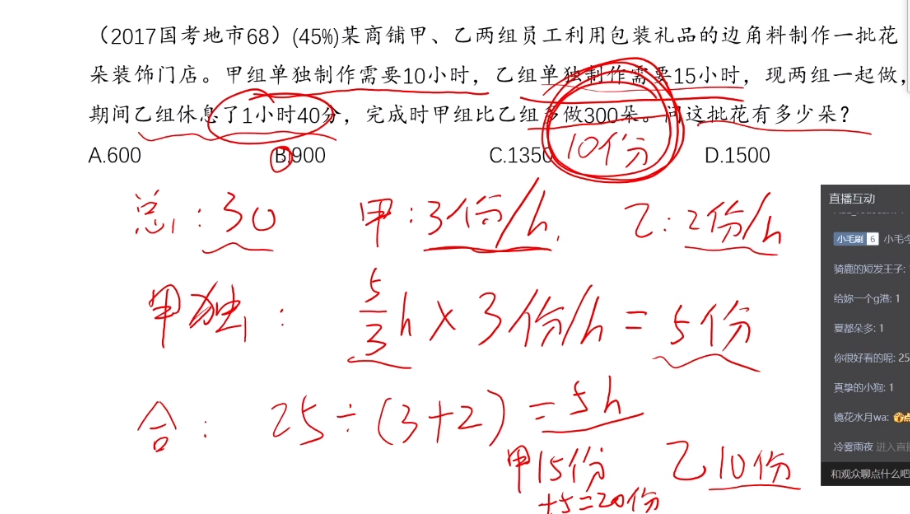 （2017国考地市68）(45%)某商铺甲、乙两组员工利用包装礼品的边角料制作一批花
朵装饰门店。甲组单独制作需要10小时，乙组单独制作需要15小时，现两组一起做，
期间乙组休息了1小时40分，完成时甲组比乙组多做300朵。问这批花有多少朵？
A.600 B.900 C.1350 D.1500
10份
总：30 甲：3份/h. 乙：2份/h
甲独：5/3 h × 3份/h = 5份
合：25÷(3+2) = 5h
甲15份 乙10份
+5=20份
直播互动
小毛刷 6 小毛
骑鹿的短发王子:
给妳一个g港: 1
夏都朵多: 1
你很好看的呢: 25
真挚的小狗: 1
镜花水月wa: 点
冷雾雨夜 进入直
和观众聊点什么吧